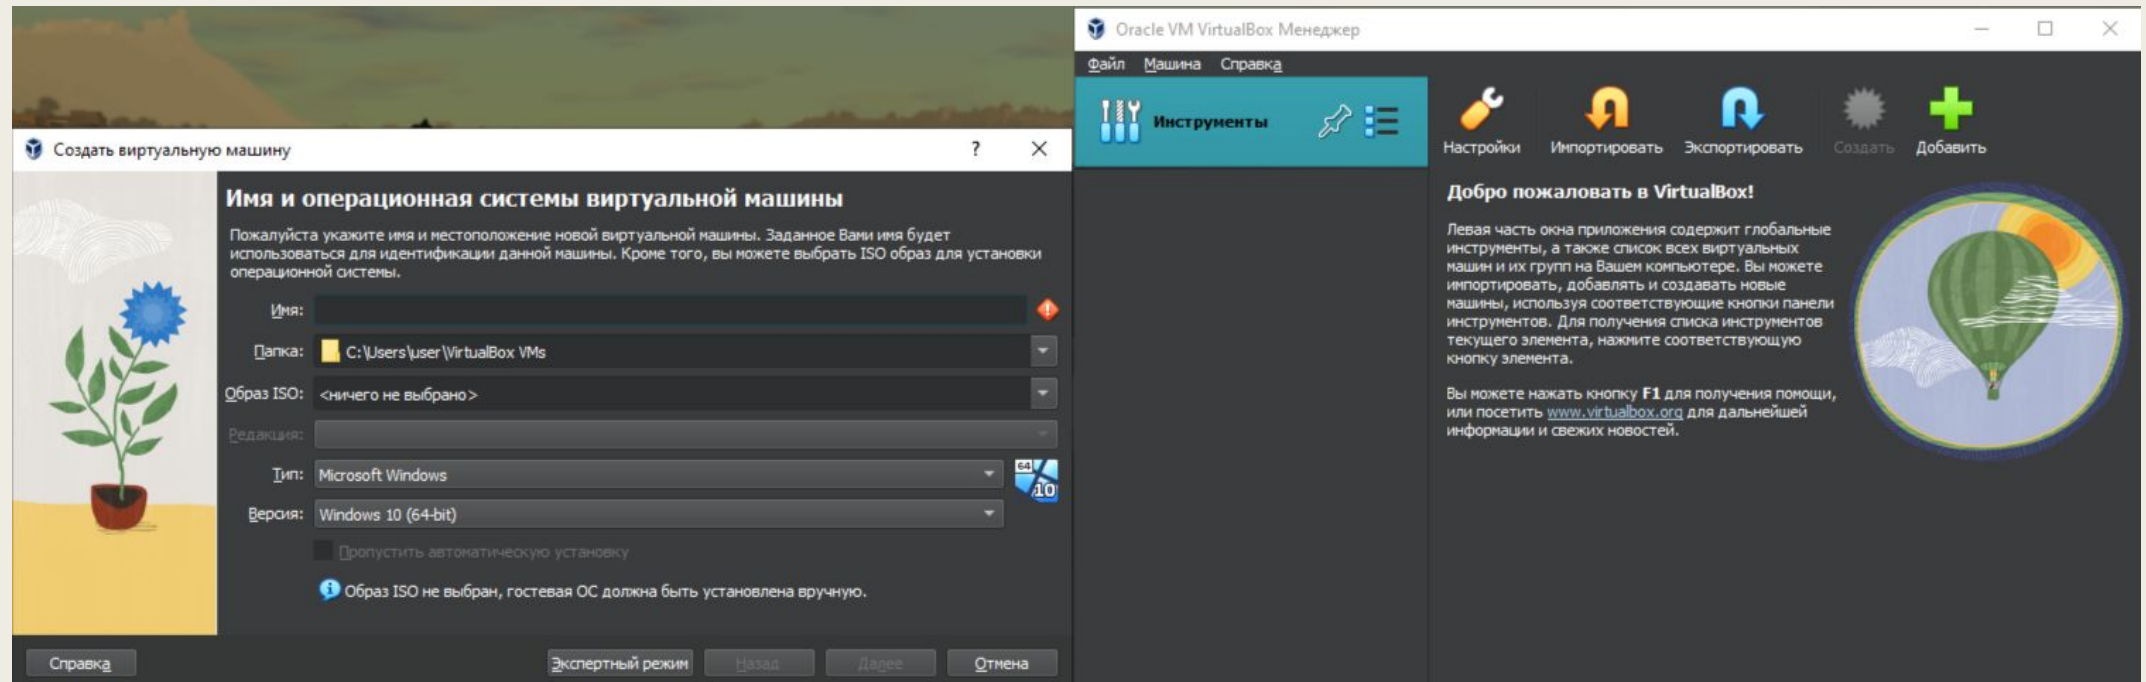 Создать виртуальную машину
?
Имя и операционная системы виртуальной машины
Пожалуйста укажите имя и местоположение новой виртуальной машины. Заданное Вами имя будет
использоваться для идентификации данной машины. Кроме того, вы можете выбрать ISO образ для установки
операционной системы.
Имя:
Папка: C:\Users\user\VirtualBox VMs
Образ ISO: <ничего не выбрано>
Редакция:
Тип: Microsoft Windows
64
10
Версия: Windows 10 (64-bit)
Пропустить автоматическую установку
Образ ISO не выбран, гостевая ОС должна быть установлена вручную.
Справка Экспертный режим Назад Далее Отмена
Oracle VM VirtualBox Менеджер
Файл Машина Справка
Инструменты
Настройки Импортировать Экспортировать Создать Добавить
Добро пожаловать в VirtualBox!
Левая часть окна приложения содержит глобальные
инструменты, а также список всех виртуальных
машин и их групп на Вашем компьютере. Вы можете
импортировать, добавлять и создавать новые
машины, используя соответствующие кнопки панели
инструментов. Для получения списка инструментов
текущего элемента, нажмите соответствующую
кнопку элемента.
Вы можете нажать кнопку F1 для получения помощи,
или посетить www.virtualbox.org для дальнейшей
информации и свежих новостей.